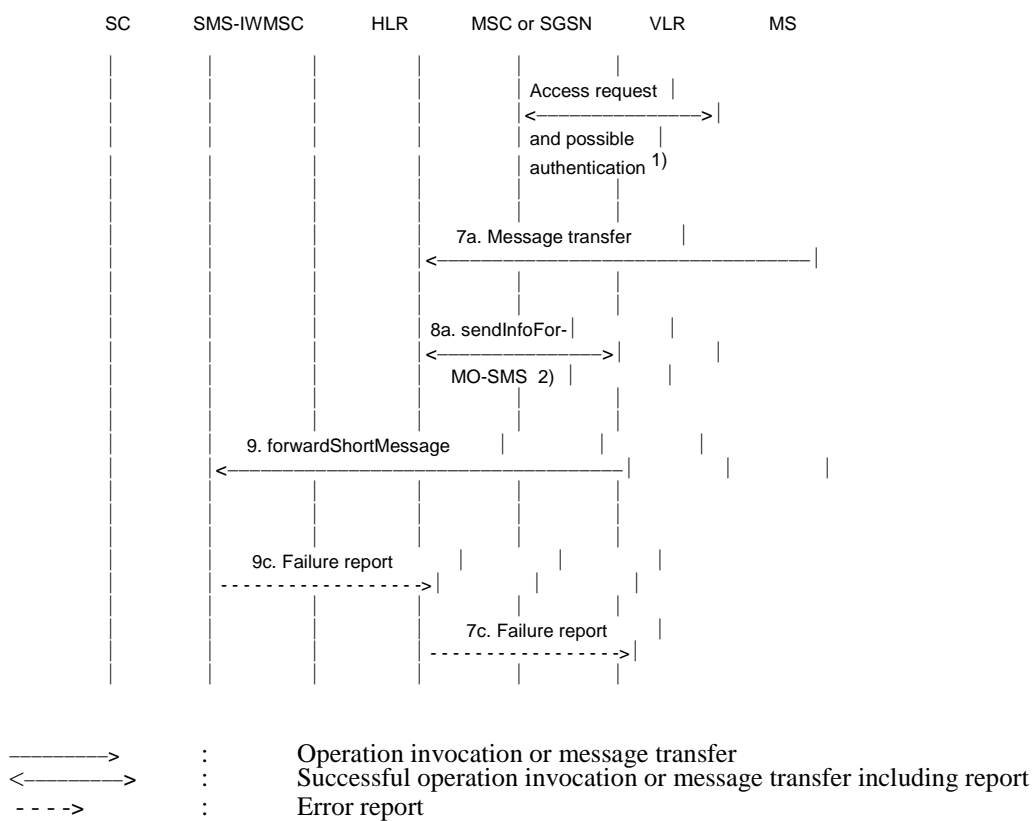 SC SMS-IWMSC HLR MSC or SGSN VLR MS
Access request
and possible
authentication 1)
7a. Message transfer
8a. sendInfoFor-
MO-SMS 2)
9. forwardShortMessage
9c. Failure report
7c. Failure report
: Operation invocation or message transfer
: Successful operation invocation or message transfer including report
: Error report